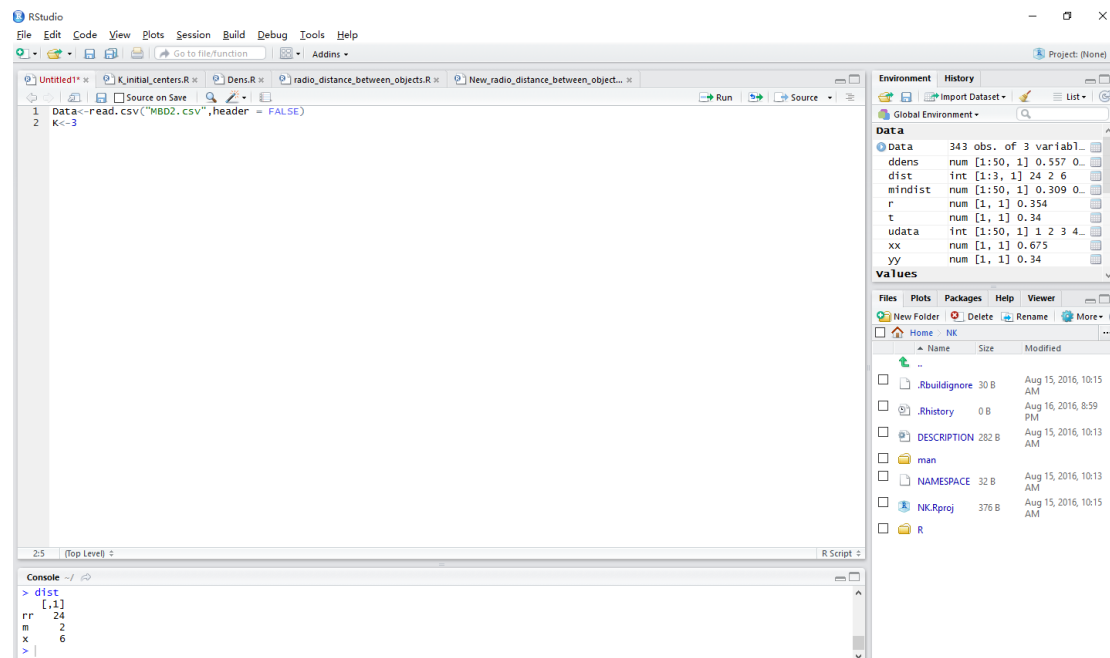 RStudio
File Edit Code View Plots Session Build Debug Tools Help
Go to file/function Addins
Project: (None)
Untitled1* K_initial_centers.R Dens.R radio_distance_between_objects.R New_radio_distance_between_object...
Source on Save Run Source
1 Data<-read.csv("MBD2.csv",header = FALSE)
2 K<-3
2:5 (Top Level) R Script
Console ~/
> dist
[,1]
rr 24
m 2
x 6
>
Environment History
Import Dataset List
Global Environment
Data
Data 343 obs. of 3 variabl…
ddens num [1:50, 1] 0.557 0…
dist int [1:3, 1] 24 2 6
mindist num [1:50, 1] 0.309 0…
r num [1, 1] 0.354
t num [1, 1] 0.34
udata int [1:50, 1] 1 2 3 4…
xx num [1, 1] 0.675
yy num [1, 1] 0.34
Values
Files Plots Packages Help Viewer
New Folder Delete Rename More
Home NK
Name Size Modified
..
.Rbuildignore 30 B Aug 15, 2016, 10:15 AM
.Rhistory 0 B Aug 16, 2016, 8:59 PM
DESCRIPTION 282 B Aug 15, 2016, 10:13 AM
man
NAMESPACE 32 B Aug 15, 2016, 10:13 AM
NK.Rproj 376 B Aug 15, 2016, 10:15 AM
R